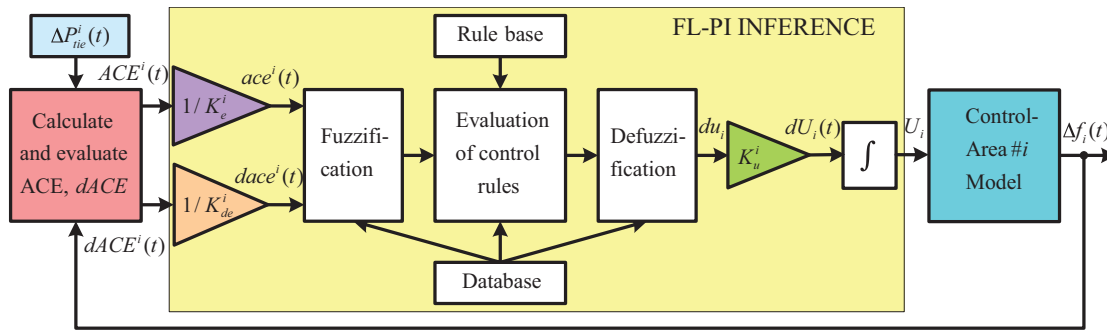 ΔP_tie^i(t)
FL-PI INFERENCE
Rule base
ACE^i(t)
ace^i(t)
1/K_e^i
Calculate
and evaluate
ACE, dACE
Fuzzifi-
cation
Evaluation
of control
rules
Defuzzi-
fication
du_i
K_u^i
dU_i(t)
∫
U_i
Control-
Area #i
Model
Δf_i(t)
dace^i(t)
1/K_de^i
dACE^i(t)
Database